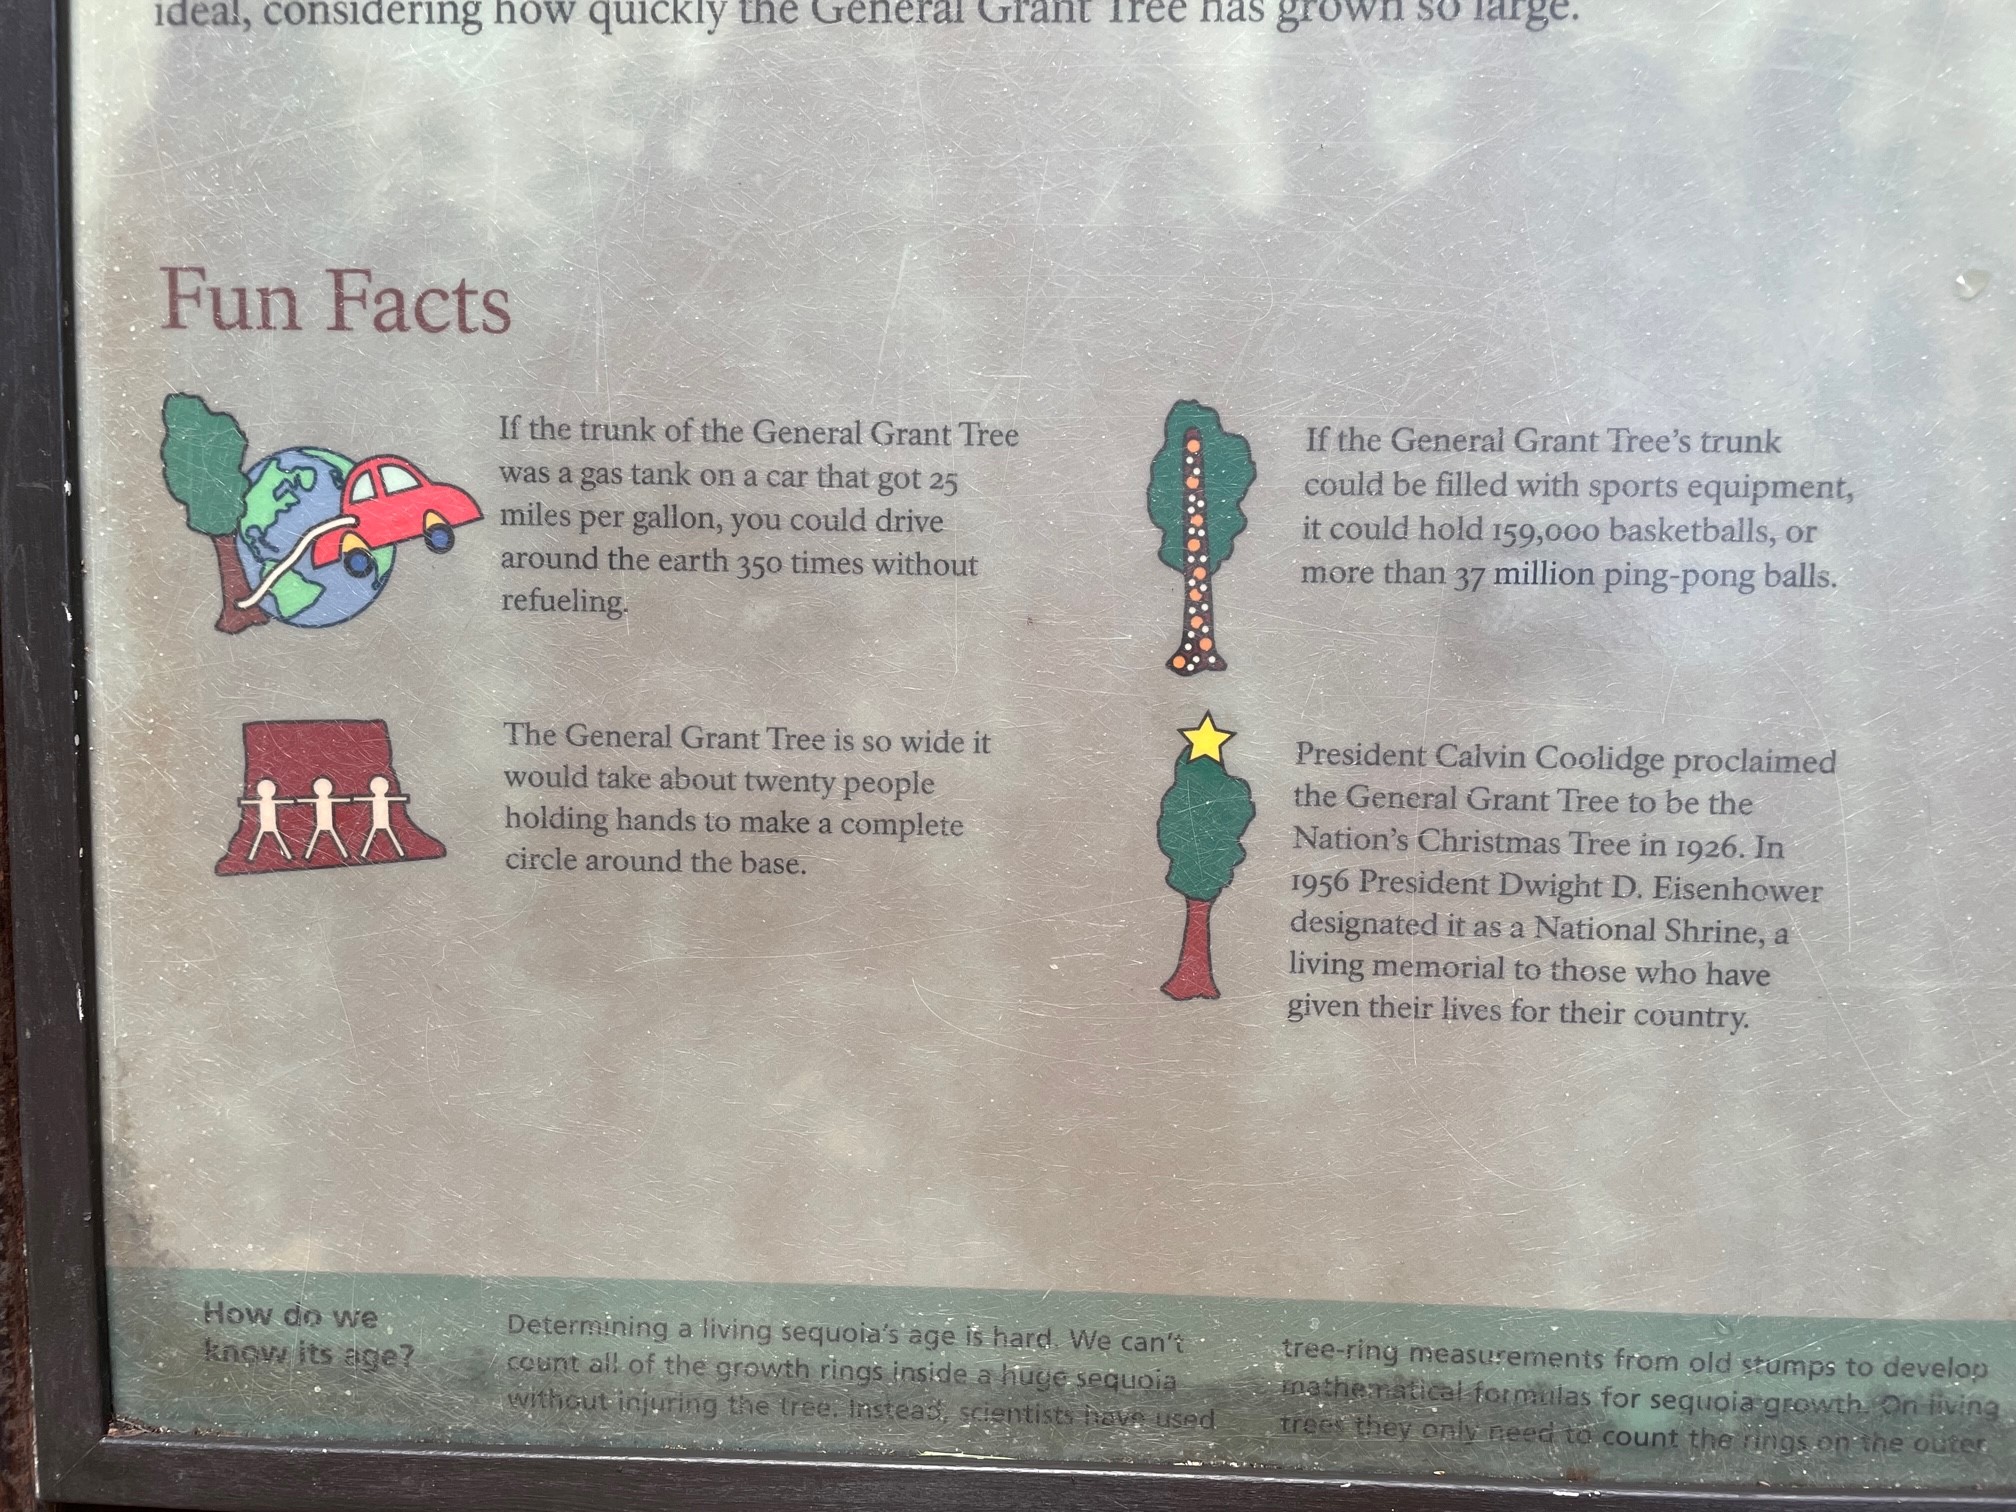 ideal, considering how quickly the General Grant Tree has grown so large.
Fun Facts
If the trunk of the General Grant Tree
was a gas tank on a car that got 25
miles per gallon, you could drive
around the earth 350 times without
refueling.
The General Grant Tree is so wide it
would take about twenty people
holding hands to make a complete
circle around the base.
If the General Grant Tree's trunk
could be filled with sports equipment,
it could hold 159,000 basketballs, or
more than 37 million ping-pong balls.
President Calvin Coolidge proclaimed
the General Grant Tree to be the
Nation's Christmas Tree in 1926. In
1956 President Dwight D. Eisenhower
designated it as a National Shrine, a
living memorial to those who have
given their lives for their country.
How do we
know its age?
Determining a living sequoia's age is hard. We can't
count all of the growth rings inside a huge sequoia
without injuring the tree. Instead, scientists have used
tree-ring measurements from old stumps to develop
mathematical formulas for sequoia growth. On living
trees they only need to count the rings on the outer